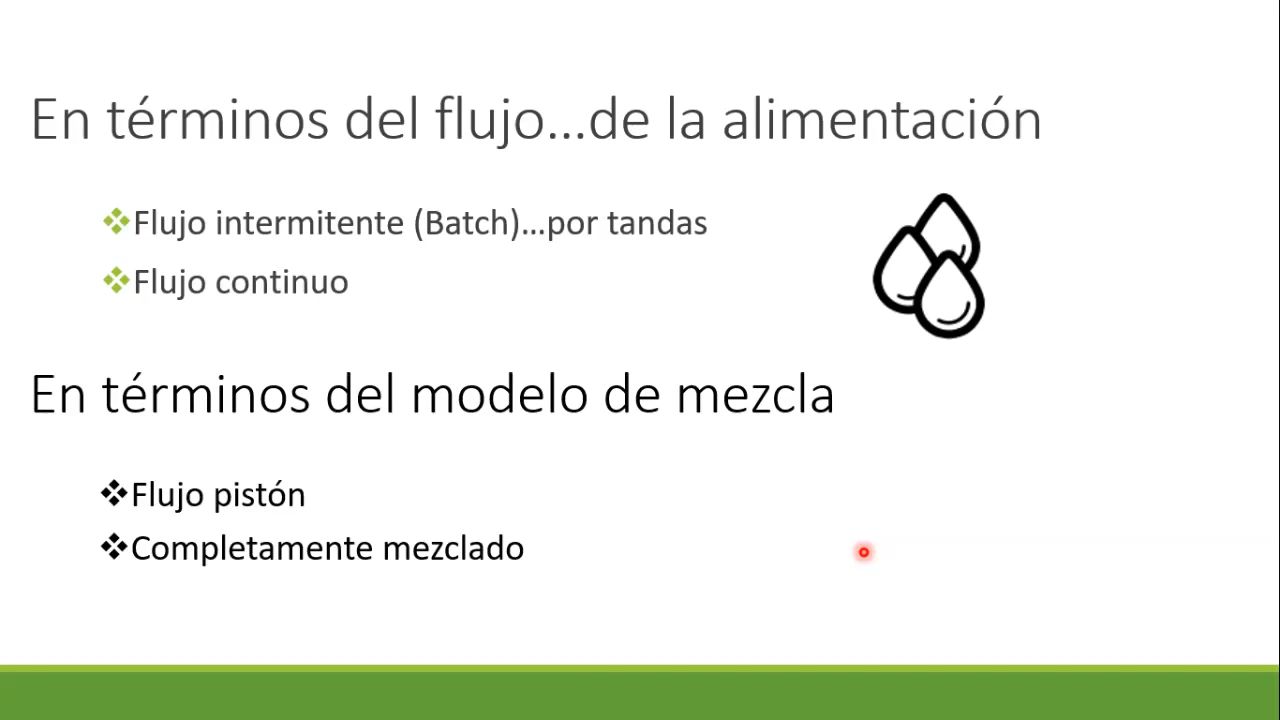 En términos del flujo...de la alimentación
❖Flujo intermitente (Batch)...por tandas
❖Flujo continuo
En términos del modelo de mezcla
❖Flujo pistón
❖Completamente mezclado